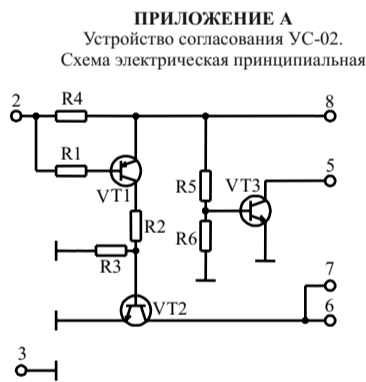 ПРИЛОЖЕНИЕ А
Устройство согласования УС-02.
Схема электрическая принципиальная
2
R4
8
R1
VT1
R5
VT3
5
R2
R6
R3
7
VT2
6
3